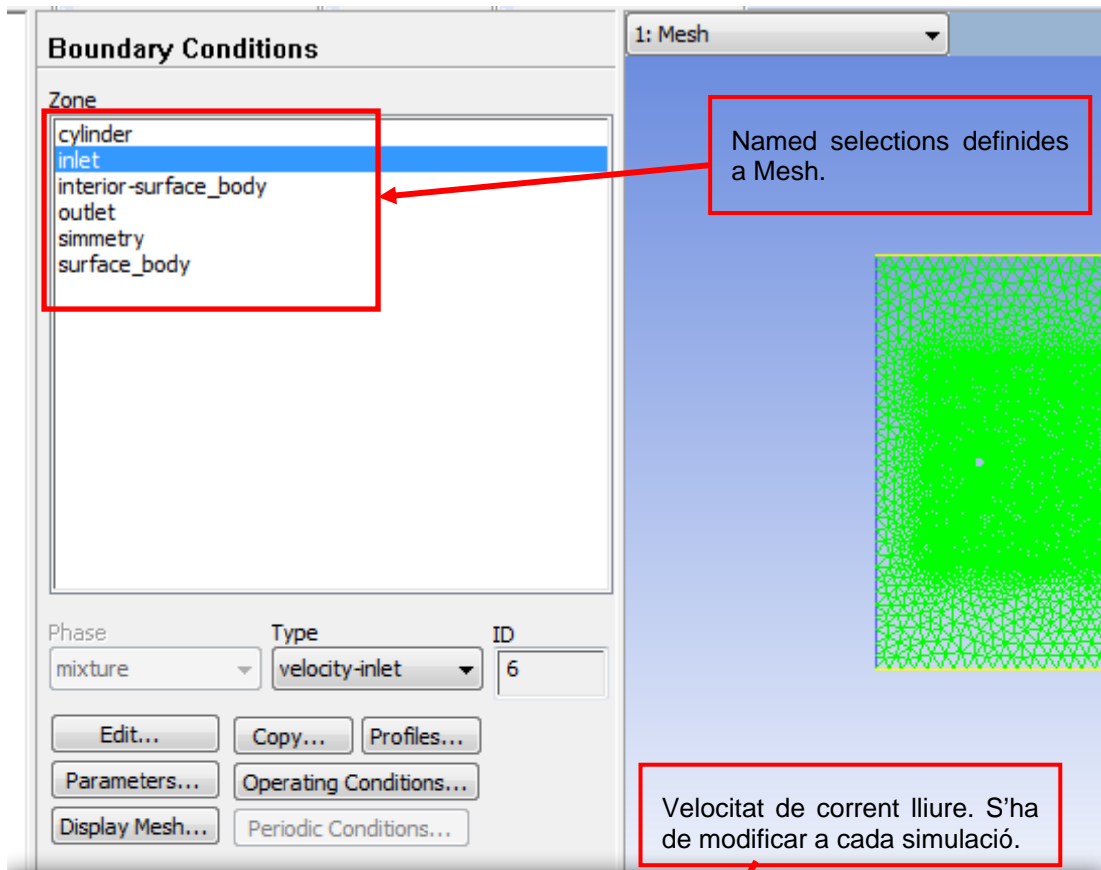 Boundary Conditions
Zone
cylinder
inlet
interior-surface_body
outlet
simmetry
surface_body
Phase Type ID
mixture velocity-inlet 6
Edit... Copy... Profiles...
Parameters... Operating Conditions...
Display Mesh... Periodic Conditions...
1: Mesh
Named selections definides
a Mesh.
Velocitat de corrent lliure. S'ha
de modificar a cada simulació.